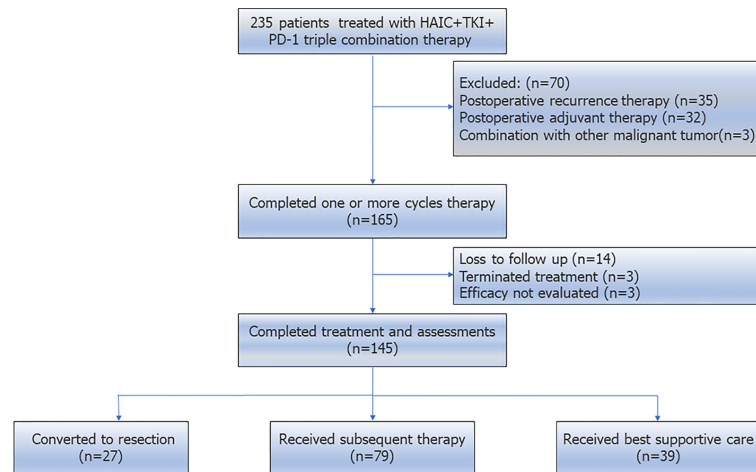 235 patients treated with HAIC+TKI+
PD-1 triple combination therapy
Excluded: (n=70)
Postoperative recurrence therapy (n=35)
Postoperative adjuvant therapy (n=32)
Combination with other malignant tumor(n=3)
Completed one or more cycles therapy
(n=165)
Loss to follow up (n=14)
Terminated treatment (n=3)
Efficacy not evaluated (n=3)
Completed treatment and assessments
(n=145)
Converted to resection
(n=27)
Received subsequent therapy
(n=79)
Received best supportive care
(n=39)